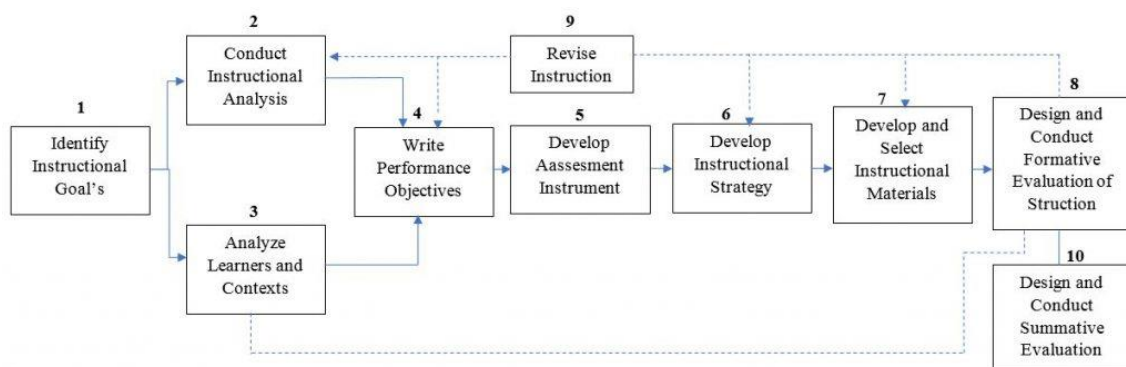 1
Identify
Instructional
Goal's
2
Conduct
Instructional
Analysis
3
Analyze
Learners and
Contexts
4
Write
Performance
Objectives
5
Develop
Aassesment
Instrument
6
Develop
Instructional
Strategy
7
Develop and
Select
Instructional
Materials
8
Design and
Conduct
Formative
Evaluation of
Struction
9
Revise
Instruction
10
Design and
Conduct
Summative
Evaluation